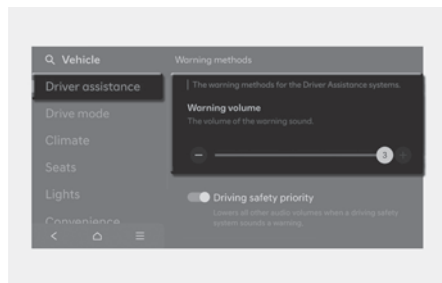 Vehicle
Warning methods
Driver assistance
The warning methods for the Driver Assistance systems.
Drive mode
Warning volume
The volume of the warning sound.
Climate
3
Seats
Lights
Driving safety priority
Lowers all other audio volumes when a driving safety
system sounds a warning.
Convenience